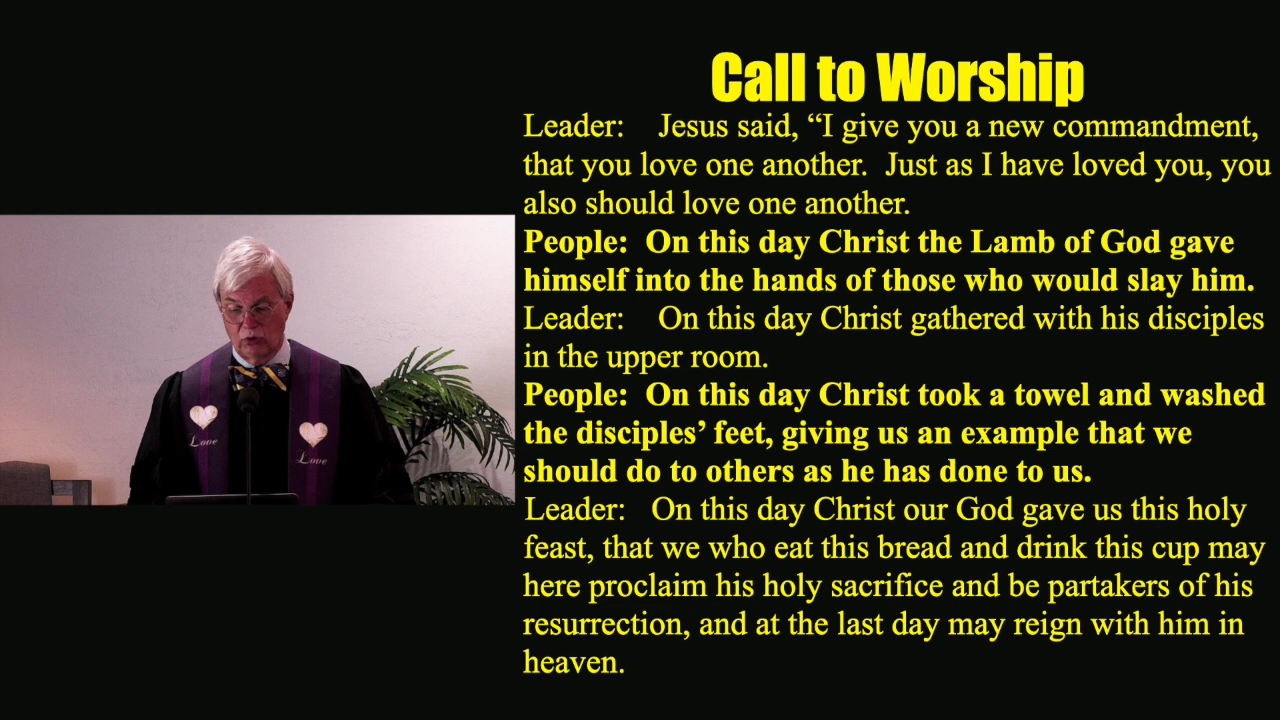 Call to Worship
Leader:    Jesus said, “I give you a new commandment,
that you love one another.  Just as I have loved you, you
also should love one another.
People:  On this day Christ the Lamb of God gave
himself into the hands of those who would slay him.
Leader:    On this day Christ gathered with his disciples
in the upper room.
People:  On this day Christ took a towel and washed
the disciples’ feet, giving us an example that we
should do to others as he has done to us.
Leader:   On this day Christ our God gave us this holy
feast, that we who eat this bread and drink this cup may
here proclaim his holy sacrifice and be partakers of his
resurrection, and at the last day may reign with him in
heaven.
Love
Love